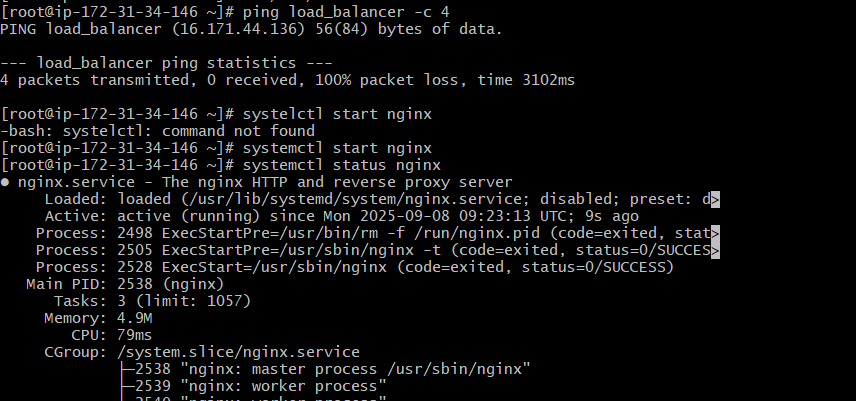 [root@ip-172-31-34-146 ~]# ping load_balancer -c 4
PING load_balancer (16.171.44.136) 56(84) bytes of data.
--- load_balancer ping statistics ---
4 packets transmitted, 0 received, 100% packet loss, time 3102ms
[root@ip-172-31-34-146 ~]# systelctl start nginx
-bash: systelctl: command not found
[root@ip-172-31-34-146 ~]# systemctl start nginx
[root@ip-172-31-34-146 ~]# systemctl status nginx
● nginx.service - The nginx HTTP and reverse proxy server
Loaded: loaded (/usr/lib/systemd/system/nginx.service; disabled; preset: d>
Active: active (running) since Mon 2025-09-08 09:23:13 UTC; 9s ago
Process: 2498 ExecStartPre=/usr/bin/rm -f /run/nginx.pid (code=exited, stat>
Process: 2505 ExecStartPre=/usr/sbin/nginx -t (code=exited, status=0/SUCCES>
Process: 2528 ExecStart=/usr/sbin/nginx (code=exited, status=0/SUCCESS)
Main PID: 2538 (nginx)
Tasks: 3 (limit: 1057)
Memory: 4.9M
CPU: 79ms
CGroup: /system.slice/nginx.service
├─2538 "nginx: master process /usr/sbin/nginx"
├─2539 "nginx: worker process"